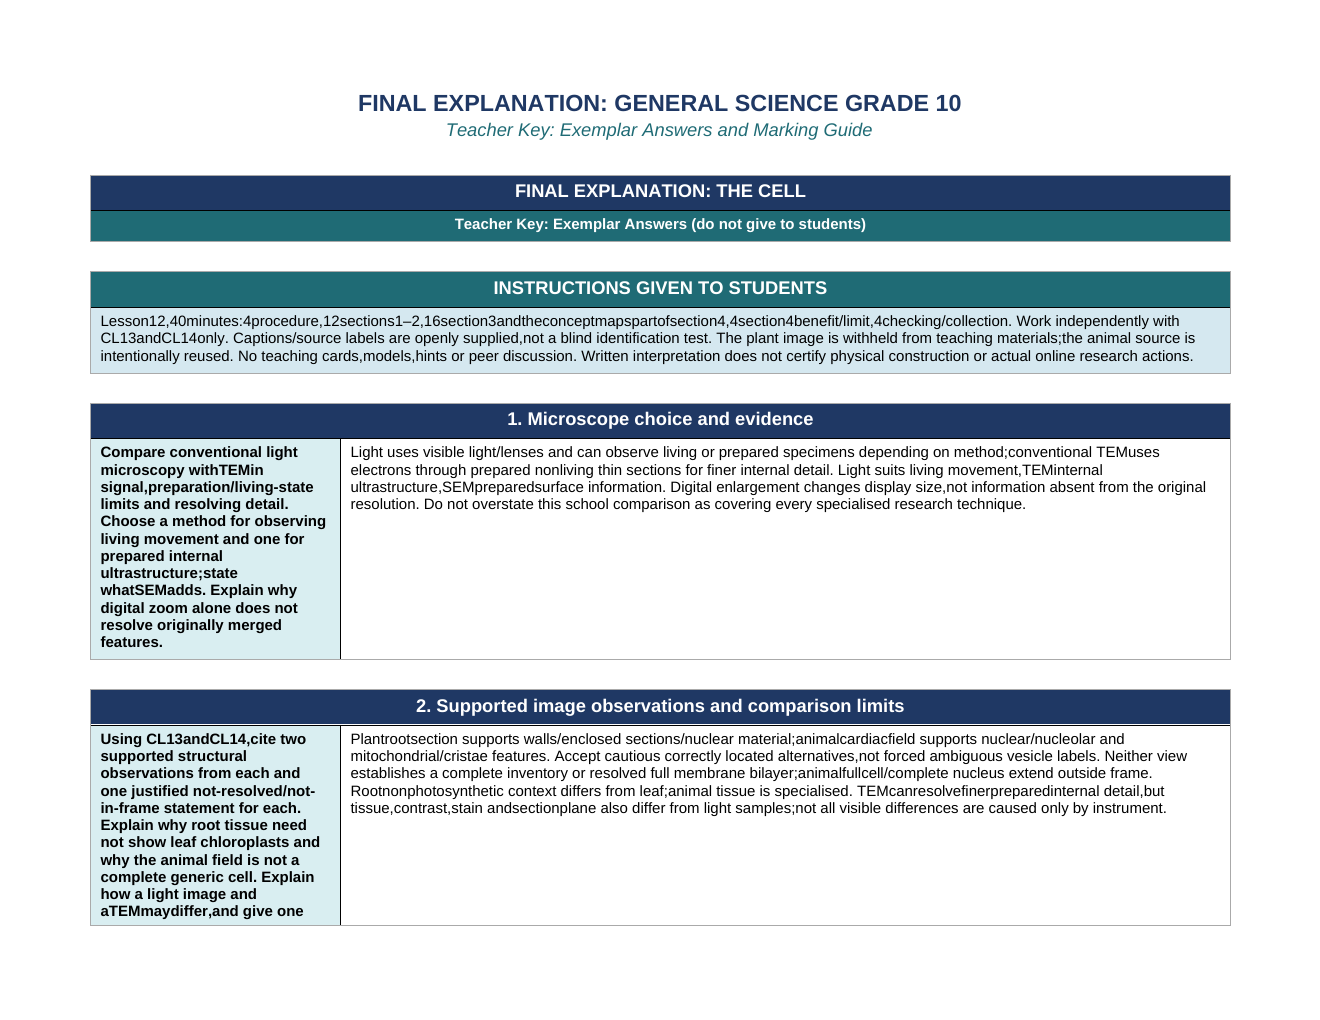 FINAL EXPLANATION: GENERAL SCIENCE GRADE 10
Teacher Key: Exemplar Answers and Marking Guide
FINAL EXPLANATION: THE CELL
Teacher Key: Exemplar Answers (do not give to students)
INSTRUCTIONS GIVEN TO STUDENTS
Lesson12,40minutes:4procedure,12sections1–2,16section3andtheconceptmapspartofsection4,4section4benefit/limit,4checking/collection. Work independently with
CL13andCL14only. Captions/source labels are openly supplied,not a blind identification test. The plant image is withheld from teaching materials;the animal source is
intentionally reused. No teaching cards,models,hints or peer discussion. Written interpretation does not certify physical construction or actual online research actions.
1. Microscope choice and evidence
Compare conventional light
microscopy withTEMin
signal,preparation/living-state
limits and resolving detail.
Choose a method for observing
living movement and one for
prepared internal
ultrastructure;state
whatSEMadds. Explain why
digital zoom alone does not
resolve originally merged
features.
Light uses visible light/lenses and can observe living or prepared specimens depending on method;conventional TEMuses
electrons through prepared nonliving thin sections for finer internal detail. Light suits living movement,TEMinternal
ultrastructure,SEMpreparedsurface information. Digital enlargement changes display size,not information absent from the original
resolution. Do not overstate this school comparison as covering every specialised research technique.
2. Supported image observations and comparison limits
Using CL13andCL14,cite two
supported structural
observations from each and
one justified not-resolved/not-
in-frame statement for each.
Explain why root tissue need
not show leaf chloroplasts and
why the animal field is not a
complete generic cell. Explain
how a light image and
aTEMmaydiffer,and give one
Plantrootsection supports walls/enclosed sections/nuclear material;animalcardiacfield supports nuclear/nucleolar and
mitochondrial/cristae features. Accept cautious correctly located alternatives,not forced ambiguous vesicle labels. Neither view
establishes a complete inventory or resolved full membrane bilayer;animalfullcell/complete nucleus extend outside frame.
Rootnonphotosynthetic context differs from leaf;animal tissue is specialised. TEMcanresolvefinerpreparedinternal detail,but
tissue,contrast,stain andsectionplane also differ from light samples;not all visible differences are caused only by instrument.